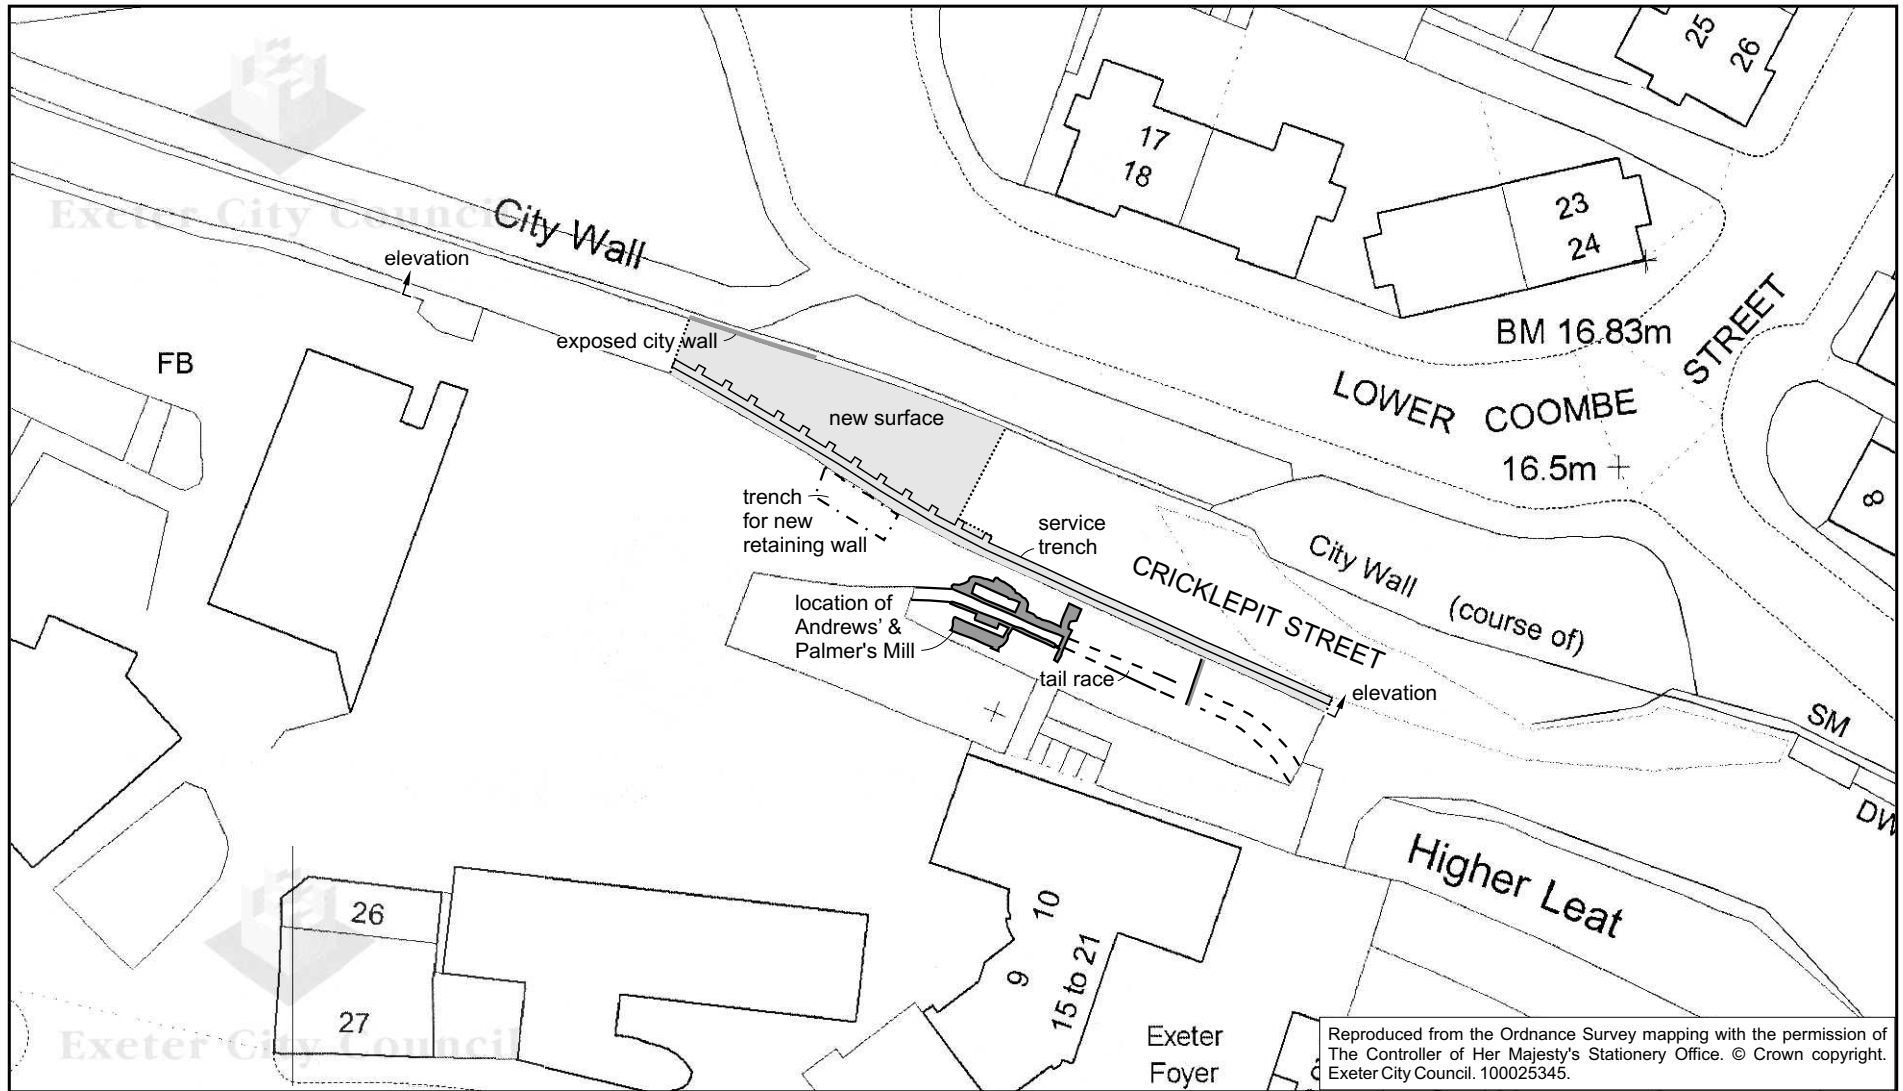 25
26
17
18
23
24
Exeter City Council
City Wall
elevation
exposed city wall
FB
BM 16.83m
STREET
LOWER COOMBE
16.5m
8
new surface
trench
for new
retaining wall
service
trench
City Wall (course of)
CRICKLEPIT STREET
location of
Andrews' &
Palmer's Mill
tail race
elevation
SM
DW
Higher Leat
26
27
10
9
15 to 21
Exeter City Council
Exeter
Foyer
Reproduced from the Ordnance Survey mapping with the permission of
The Controller of Her Majesty's Stationery Office. © Crown copyright.
Exeter City Council. 100025345.